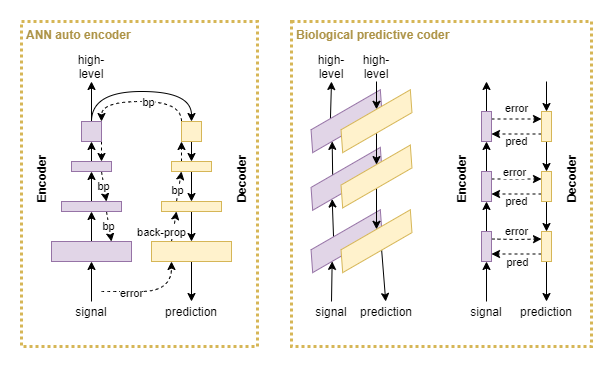 ANN auto encoder
high-
level
bp
Encoder
Decoder
bp
bp
bp
back-prop
error
signal
prediction
Biological predictive coder
high-
level
high-
level
signal
prediction
Encoder
Decoder
error
pred
error
pred
error
pred
signal
prediction